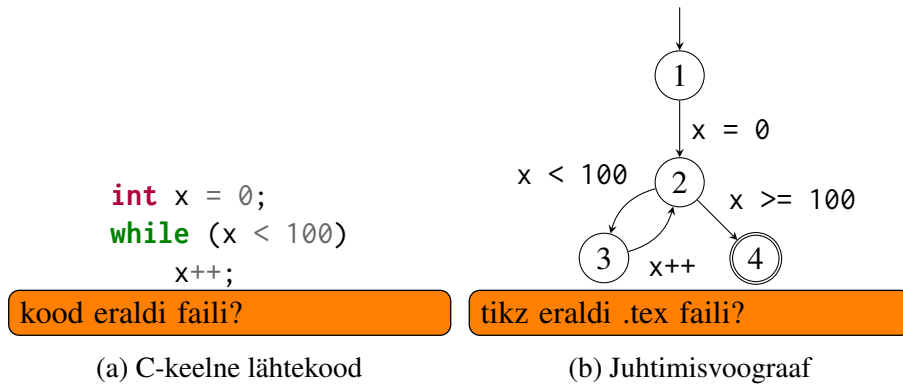 int x = 0;
while (x < 100)
x++;
kood eraldi faili?
(a) C-keelne lähtekood
1
x = 0
x < 100
2
x >= 100
3
x++
4
tikz eraldi .tex faili?
(b) Juhtimisvoograaf